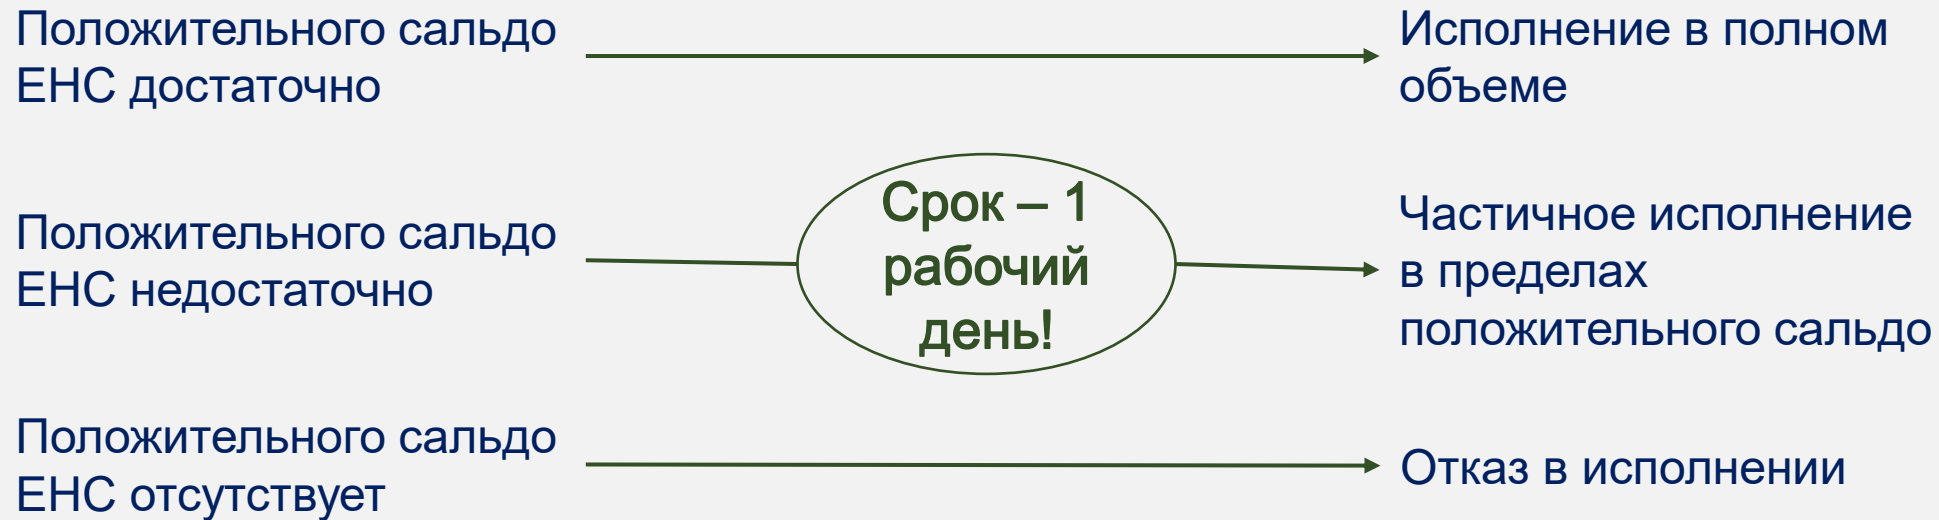 Положительного сальдо
ЕНС достаточно
Исполнение в полном
объеме
Положительного сальдо
ЕНС недостаточно
Срок – 1
рабочий
день!
Частичное исполнение
в пределах
положительного сальдо
Положительного сальдо
ЕНС отсутствует
Отказ в исполнении